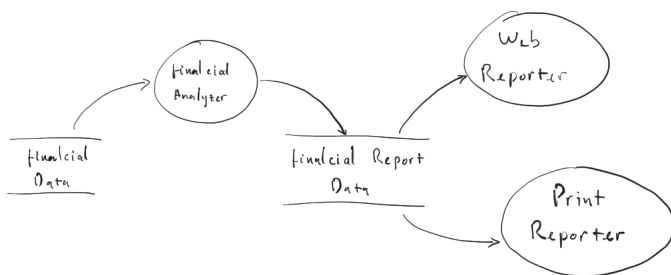 Finalcial
Analyzer
Web
Reporter
Finalcial
Data
Finalcial Report
Data
Print
Reporter